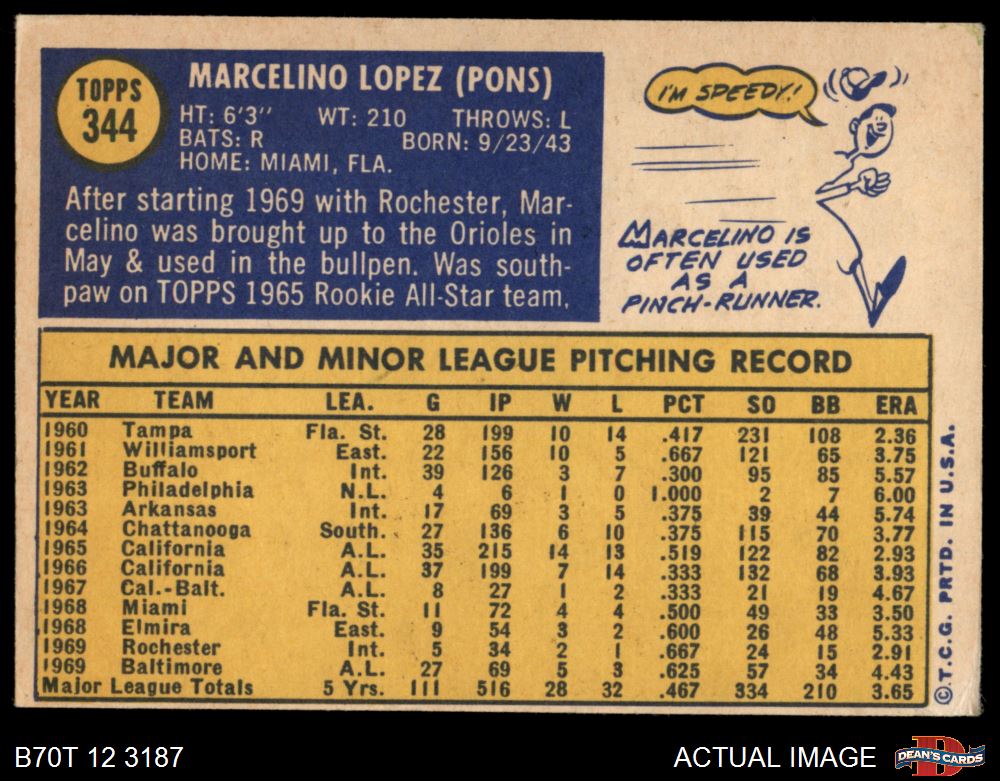 TOPPS
344
MARCELINO LOPEZ (PONS)
HT: 6'3" WT: 210 THROWS: L
BATS: R BORN: 9/23/43
HOME: MIAMI, FLA.
After starting 1969 with Rochester, Mar-
celino was brought up to the Orioles in
May & used in the bullpen. Was south-
paw on TOPPS 1965 Rookie All-Star team.
I'M SPEEDY!
MARCELINO IS
OFTEN USED
AS A
PINCH-RUNNER.
MAJOR AND MINOR LEAGUE PITCHING RECORD
YEAR TEAM LEA. G IP W L PCT SO BB ERA
1960 Tampa Fla. St. 28 199 10 14 .417 231 108 2.36
1961 Williamsport East. 22 156 10 5 .667 121 65 3.75
1962 Buffalo Int. 39 126 3 7 .300 95 85 5.57
1963 Philadelphia N.L. 4 6 1 0 1.000 2 7 6.00
1963 Arkansas Int. 17 69 3 5 .375 39 44 5.74
1964 Chattanooga South. 27 136 6 10 .375 115 70 3.77
1965 California A.L. 35 215 14 13 .519 122 82 2.93
1966 California A.L. 37 199 7 14 .333 132 68 3.93
1967 Cal.-Balt. A.L. 8 27 1 2 .333 21 19 4.67
1968 Miami Fla. St. 11 72 4 4 .500 49 33 3.50
1968 Elmira East. 9 54 3 2 .600 26 48 5.33
1969 Rochester Int. 5 34 2 1 .667 24 15 2.91
1969 Baltimore A.L. 27 69 5 3 .625 57 34 4.43
Major League Totals 5 Yrs. 111 516 28 32 .467 334 210 3.65
©T.C.G. PRTD. IN U.S.A.
B70T 12 3187
ACTUAL IMAGE
D
DEAN'S CARDS